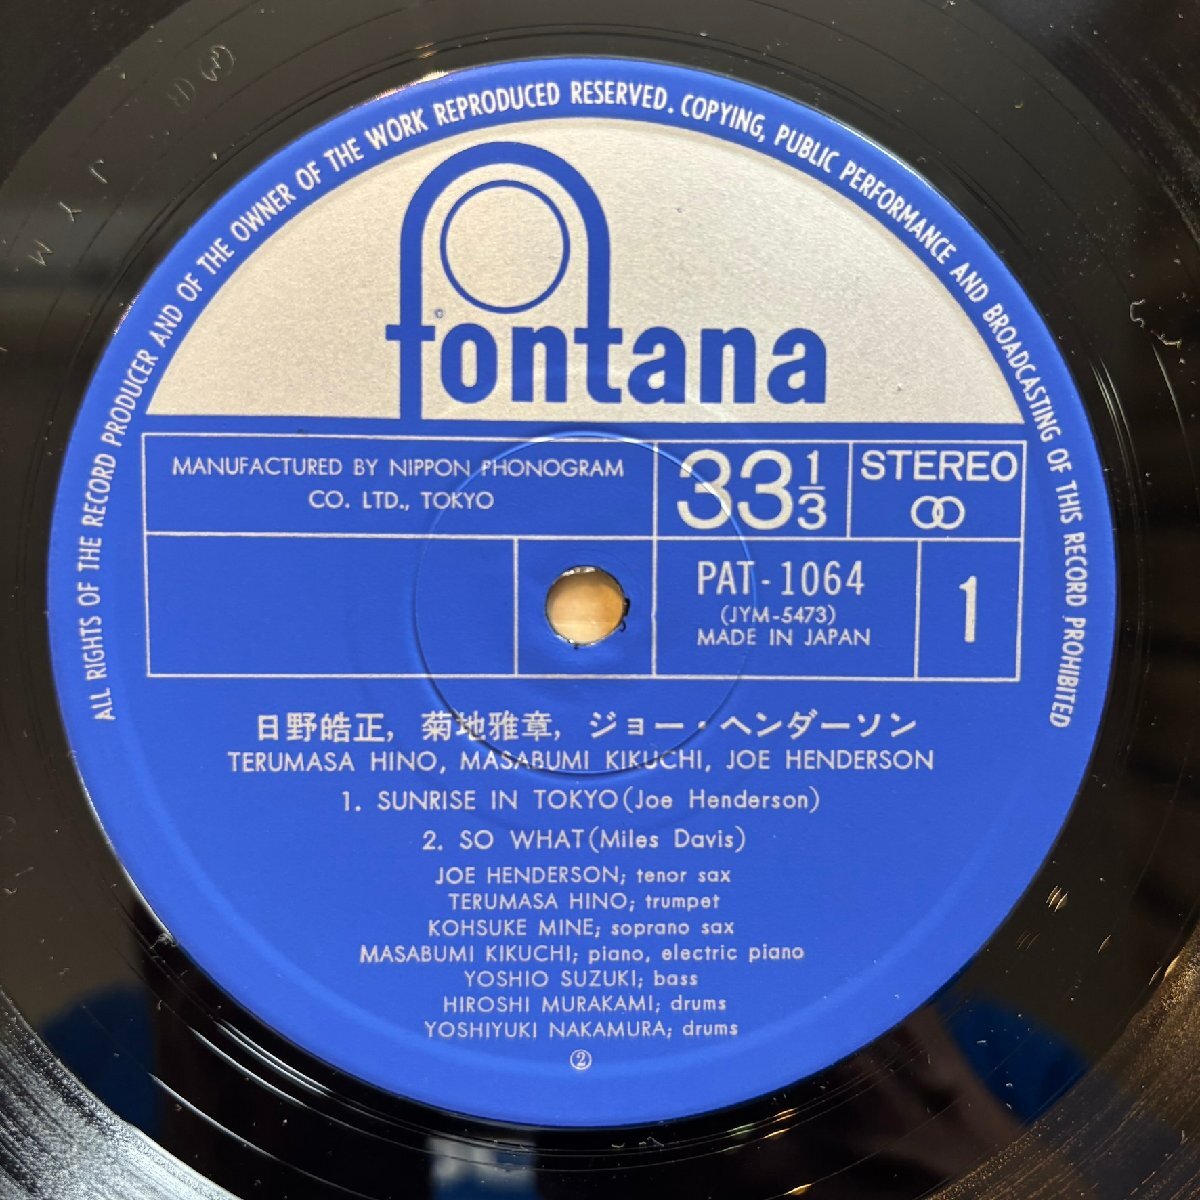 ALL RIGHTS OF THE RECORD PRODUCER AND OF THE OWNER OF THE WORK REPRODUCED RESERVED. COPYING, PUBLIC PERFORMANCE AND BROADCASTING OF THIS RECORD PROHIBITED
©
fontana
MANUFACTURED BY NIPPON PHONOGRAM
CO. LTD., TOKYO
33 1/3
STEREO
PAT-1064
(JYM-5473)
MADE IN JAPAN
1
日野皓正, 菊地雅章, ジョー・ヘンダーソン
TERUMASA HINO, MASABUMI KIKUCHI, JOE HENDERSON
1. SUNRISE IN TOKYO (Joe Henderson)
2. SO WHAT (Miles Davis)
JOE HENDERSON; tenor sax
TERUMASA HINO; trumpet
KOHSUKE MINE; soprano sax
MASABUMI KIKUCHI; piano, electric piano
YOSHIO SUZUKI; bass
HIROSHI MURAKAMI; drums
YOSHIYUKI NAKAMURA; drums
②